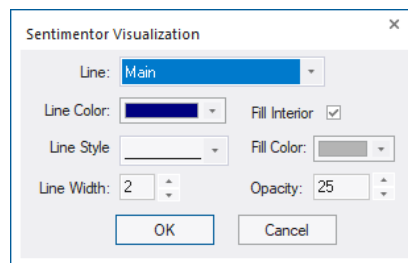 Sentimentor Visualization
Line: Main
Line Color:
Fill Interior
Line Style
Fill Color:
Line Width: 2
Opacity: 25
OK
Cancel